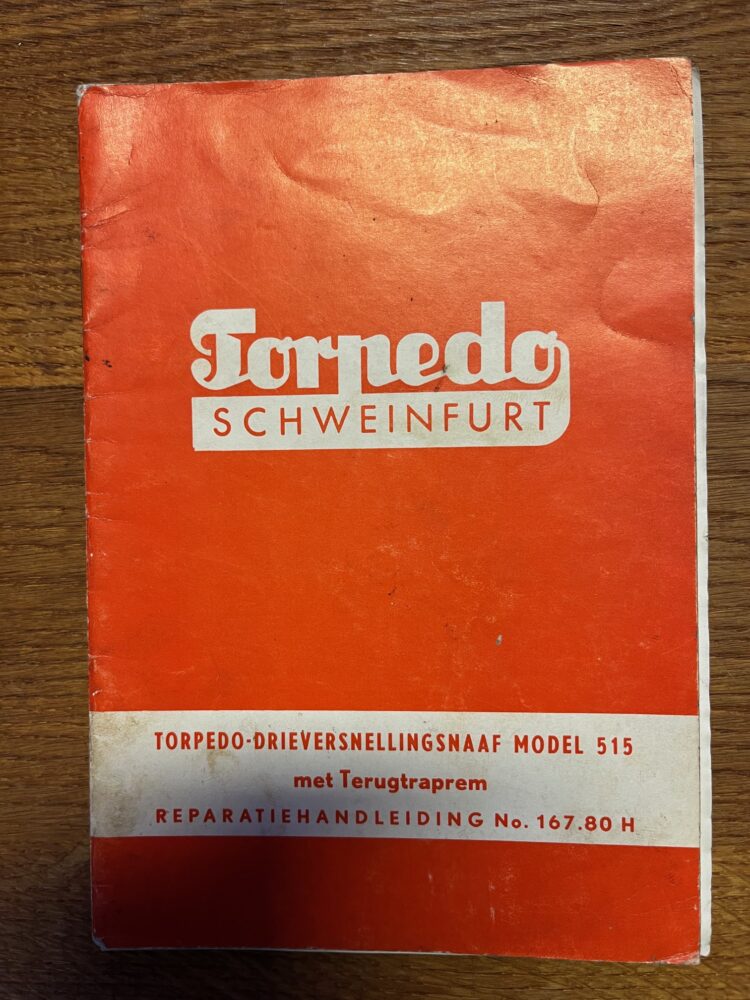 Torpedo
SCHWEINFURT
TORPEDO-DRIEVERSNELLINGSNAAF MODEL 515
met Terugtraprem
REPARATIEHANDLEIDING No. 167.80 H